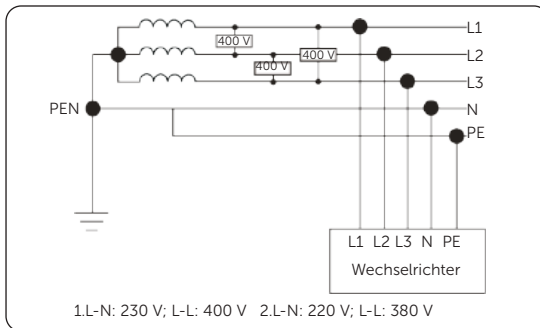 L1
400 V
L2
400 V
400 V
L3
PEN
N
PE
L1 L2 L3 N PE
Wechselrichter
1.L-N: 230 V; L-L: 400 V 2.L-N: 220 V; L-L: 380 V